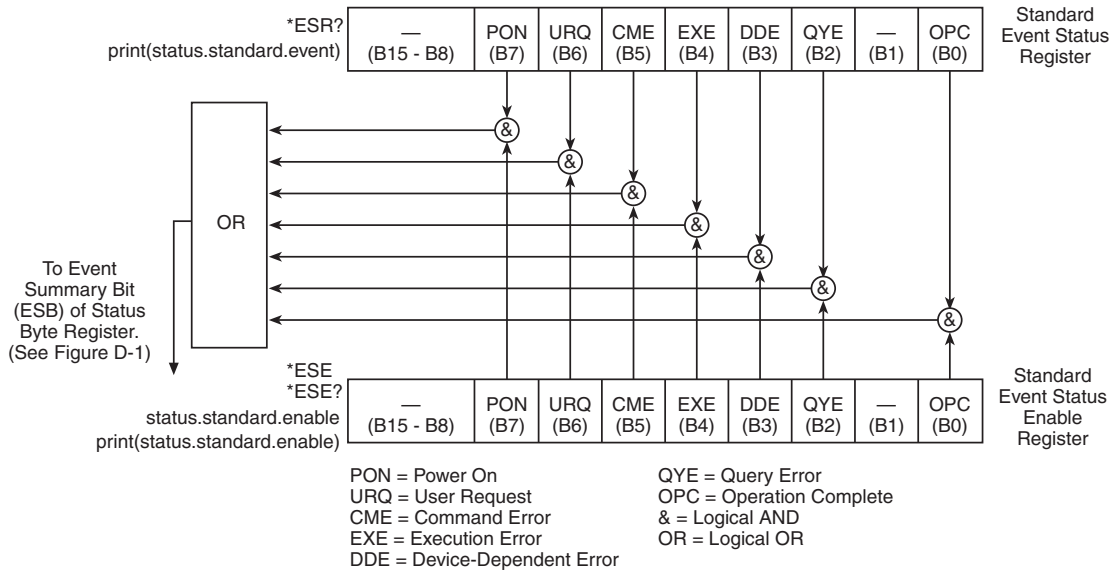 *ESR?
print(status.standard.event)
—
(B15 - B8)
PON
(B7)
URQ
(B6)
CME
(B5)
EXE
(B4)
DDE
(B3)
QYE
(B2)
—
(B1)
OPC
(B0)
Standard
Event Status
Register
&
&
&
&
&
&
&
OR
To Event
Summary Bit
(ESB) of Status
Byte Register.
(See Figure D-1)
*ESE
*ESE?
status.standard.enable
print(status.standard.enable)
—
(B15 - B8)
PON
(B7)
URQ
(B6)
CME
(B5)
EXE
(B4)
DDE
(B3)
QYE
(B2)
—
(B1)
OPC
(B0)
Standard
Event Status
Enable
Register
PON = Power On
URQ = User Request
CME = Command Error
EXE = Execution Error
DDE = Device-Dependent Error
QYE = Query Error
OPC = Operation Complete
& = Logical AND
OR = Logical OR